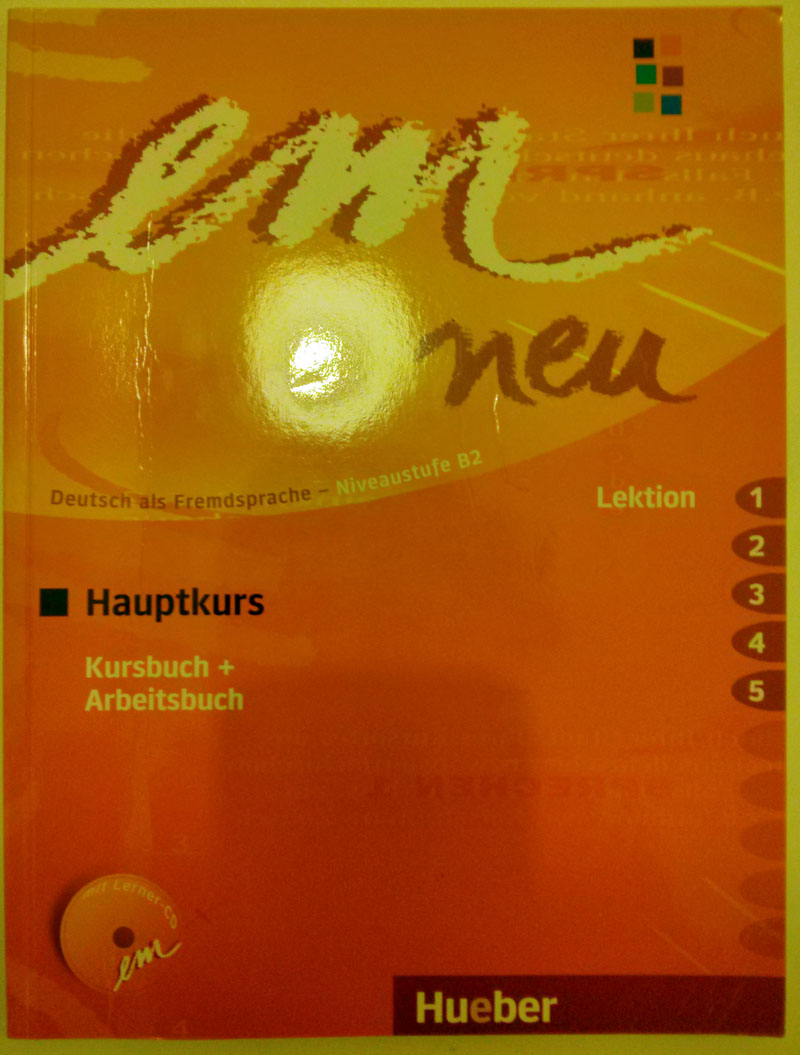 em
neu
Deutsch als Fremdsprache – Niveaustufe B2
Lektion
1
2
3
4
5
Hauptkurs
Kursbuch +
Arbeitsbuch
mit Lerner-CD
em
Hueber